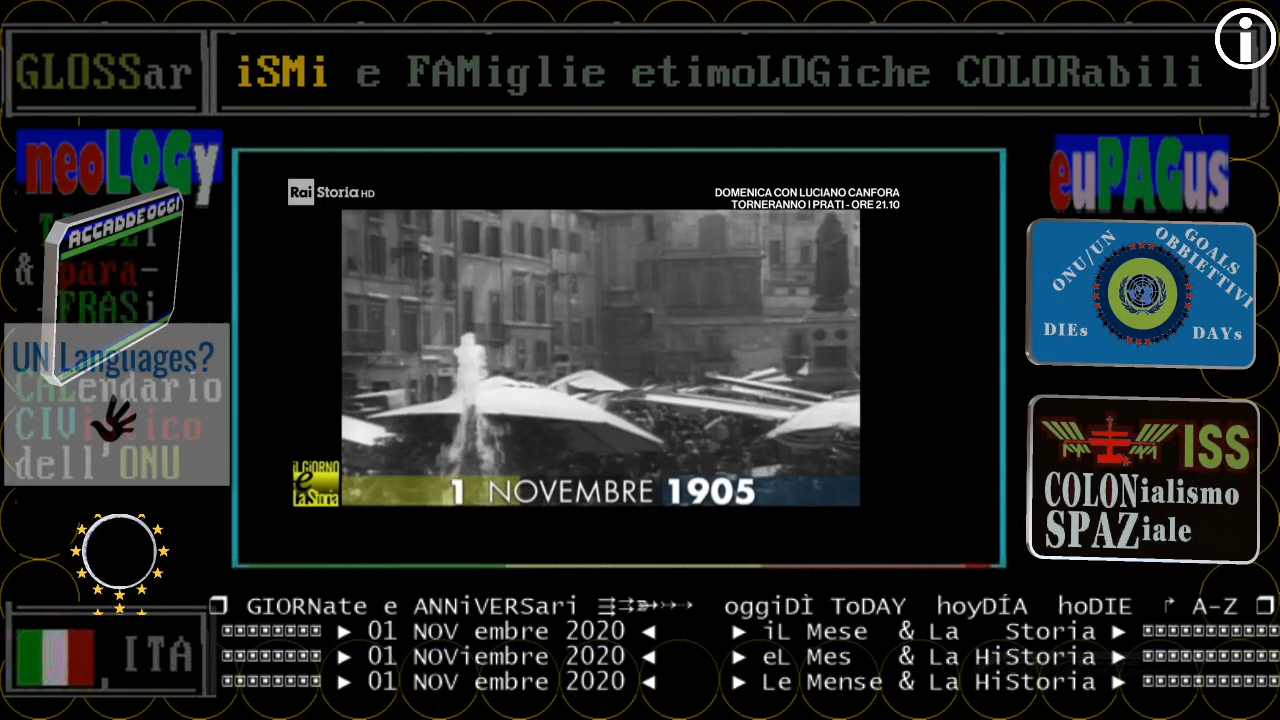 GLOSSar
iSMi e FAMiglie etimoLOGiche COLORabili
neoLOGy
ACCADDE OGGI
& para-
FRASi
UN Languages?
CALendario
CIVi
dell'ONU
Rai Storia HD
DOMENICA CON LUCIANO CANFORA
TORNERANNO I PRATI - ORE 21.10
iL GiORNO
e
La Storia
1 NOVEMBRE 1905
euPAGus
ONU/UN
GOALS
OBBIETTIVI
DIEs
DAYs
ISS
COLONialismo
SPAZiale
GIORNate e ANNiVERSari oggiDÌ ToDAY hoyDÍA hoDIE A-Z
▶ 01 NOV embre 2020 ◀ ▶ iL Mese & La Storia ▶
▶ 01 NOViembre 2020 ◀ ▶ eL Mes & La HiStoria ▶
▶ 01 NOV embre 2020 ◀ ▶ Le Mense & La HiStoria ▶
ITA